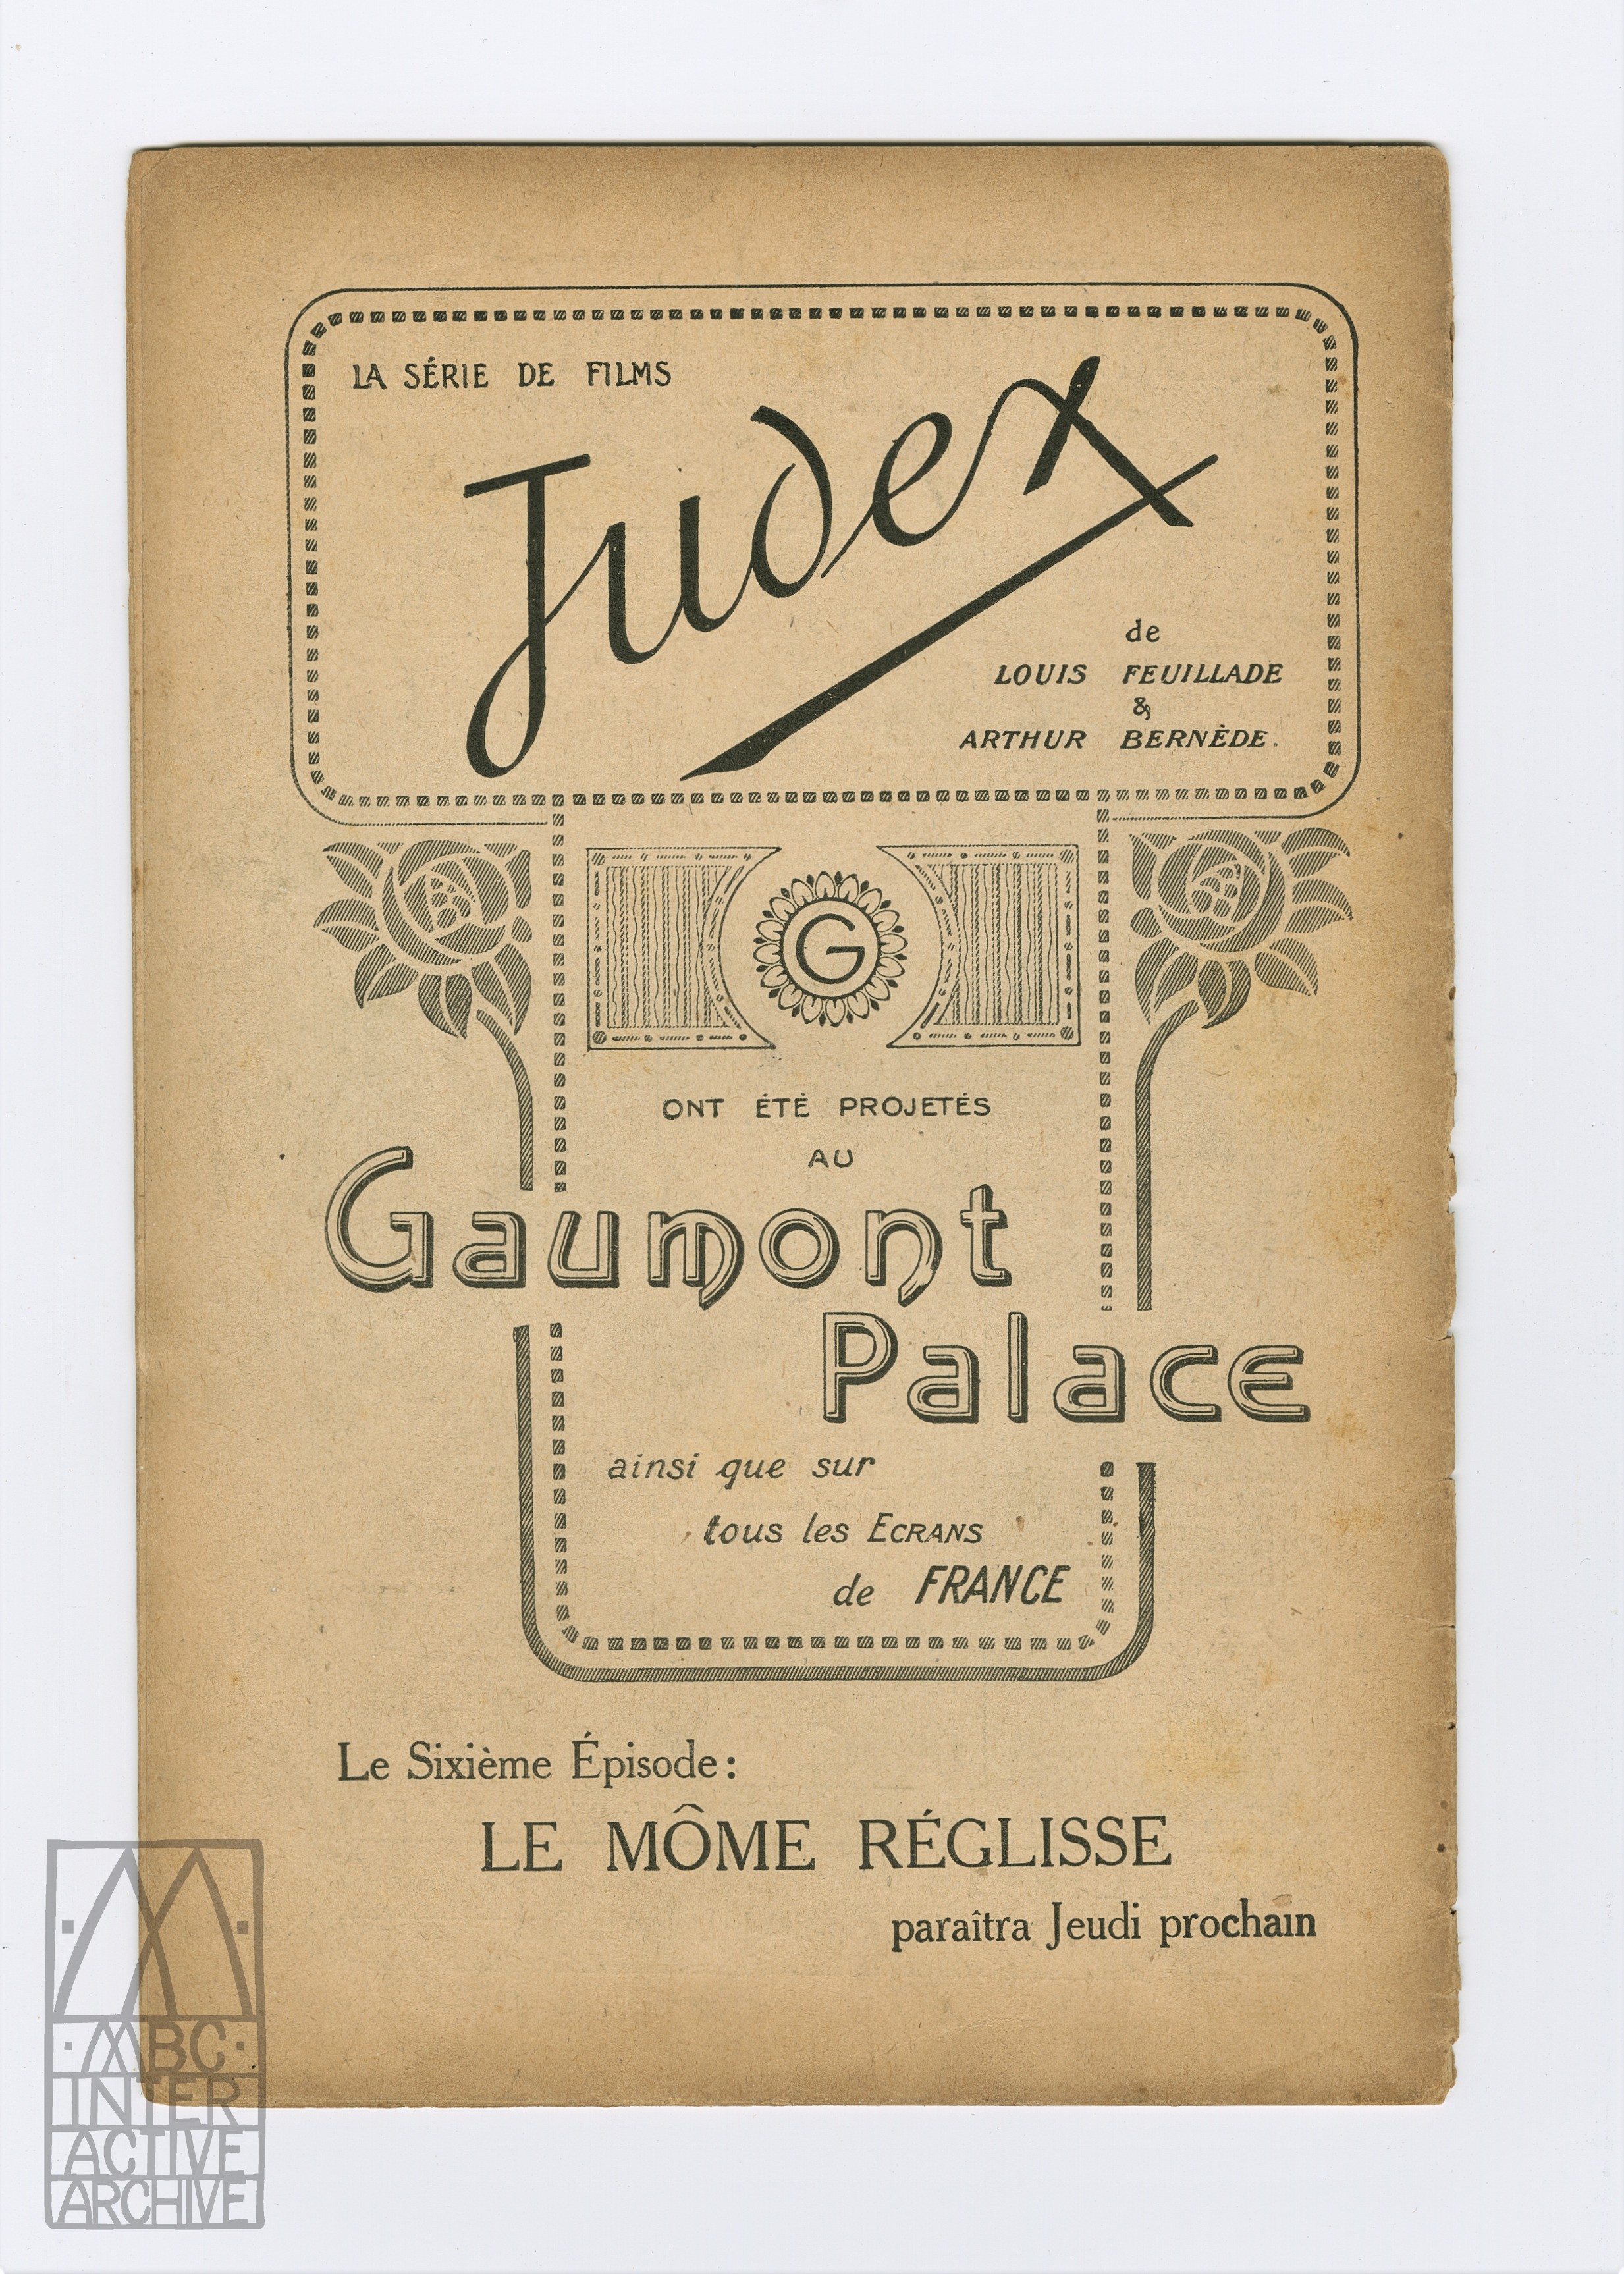 LA SÉRIE DE FILMS
Judex
de
LOUIS FEUILLADE
&
ARTHUR BERNÈDE.
G
ONT ÉTÉ PROJETÉS
AU
Gaumont
Palace
ainsi que sur
tous les ECRANS
de FRANCE
Le Sixième Épisode:
LE MÔME RÉGLISSE
paraîtra Jeudi prochain
ABC
INTER
ACTIVE
ARCHIVE